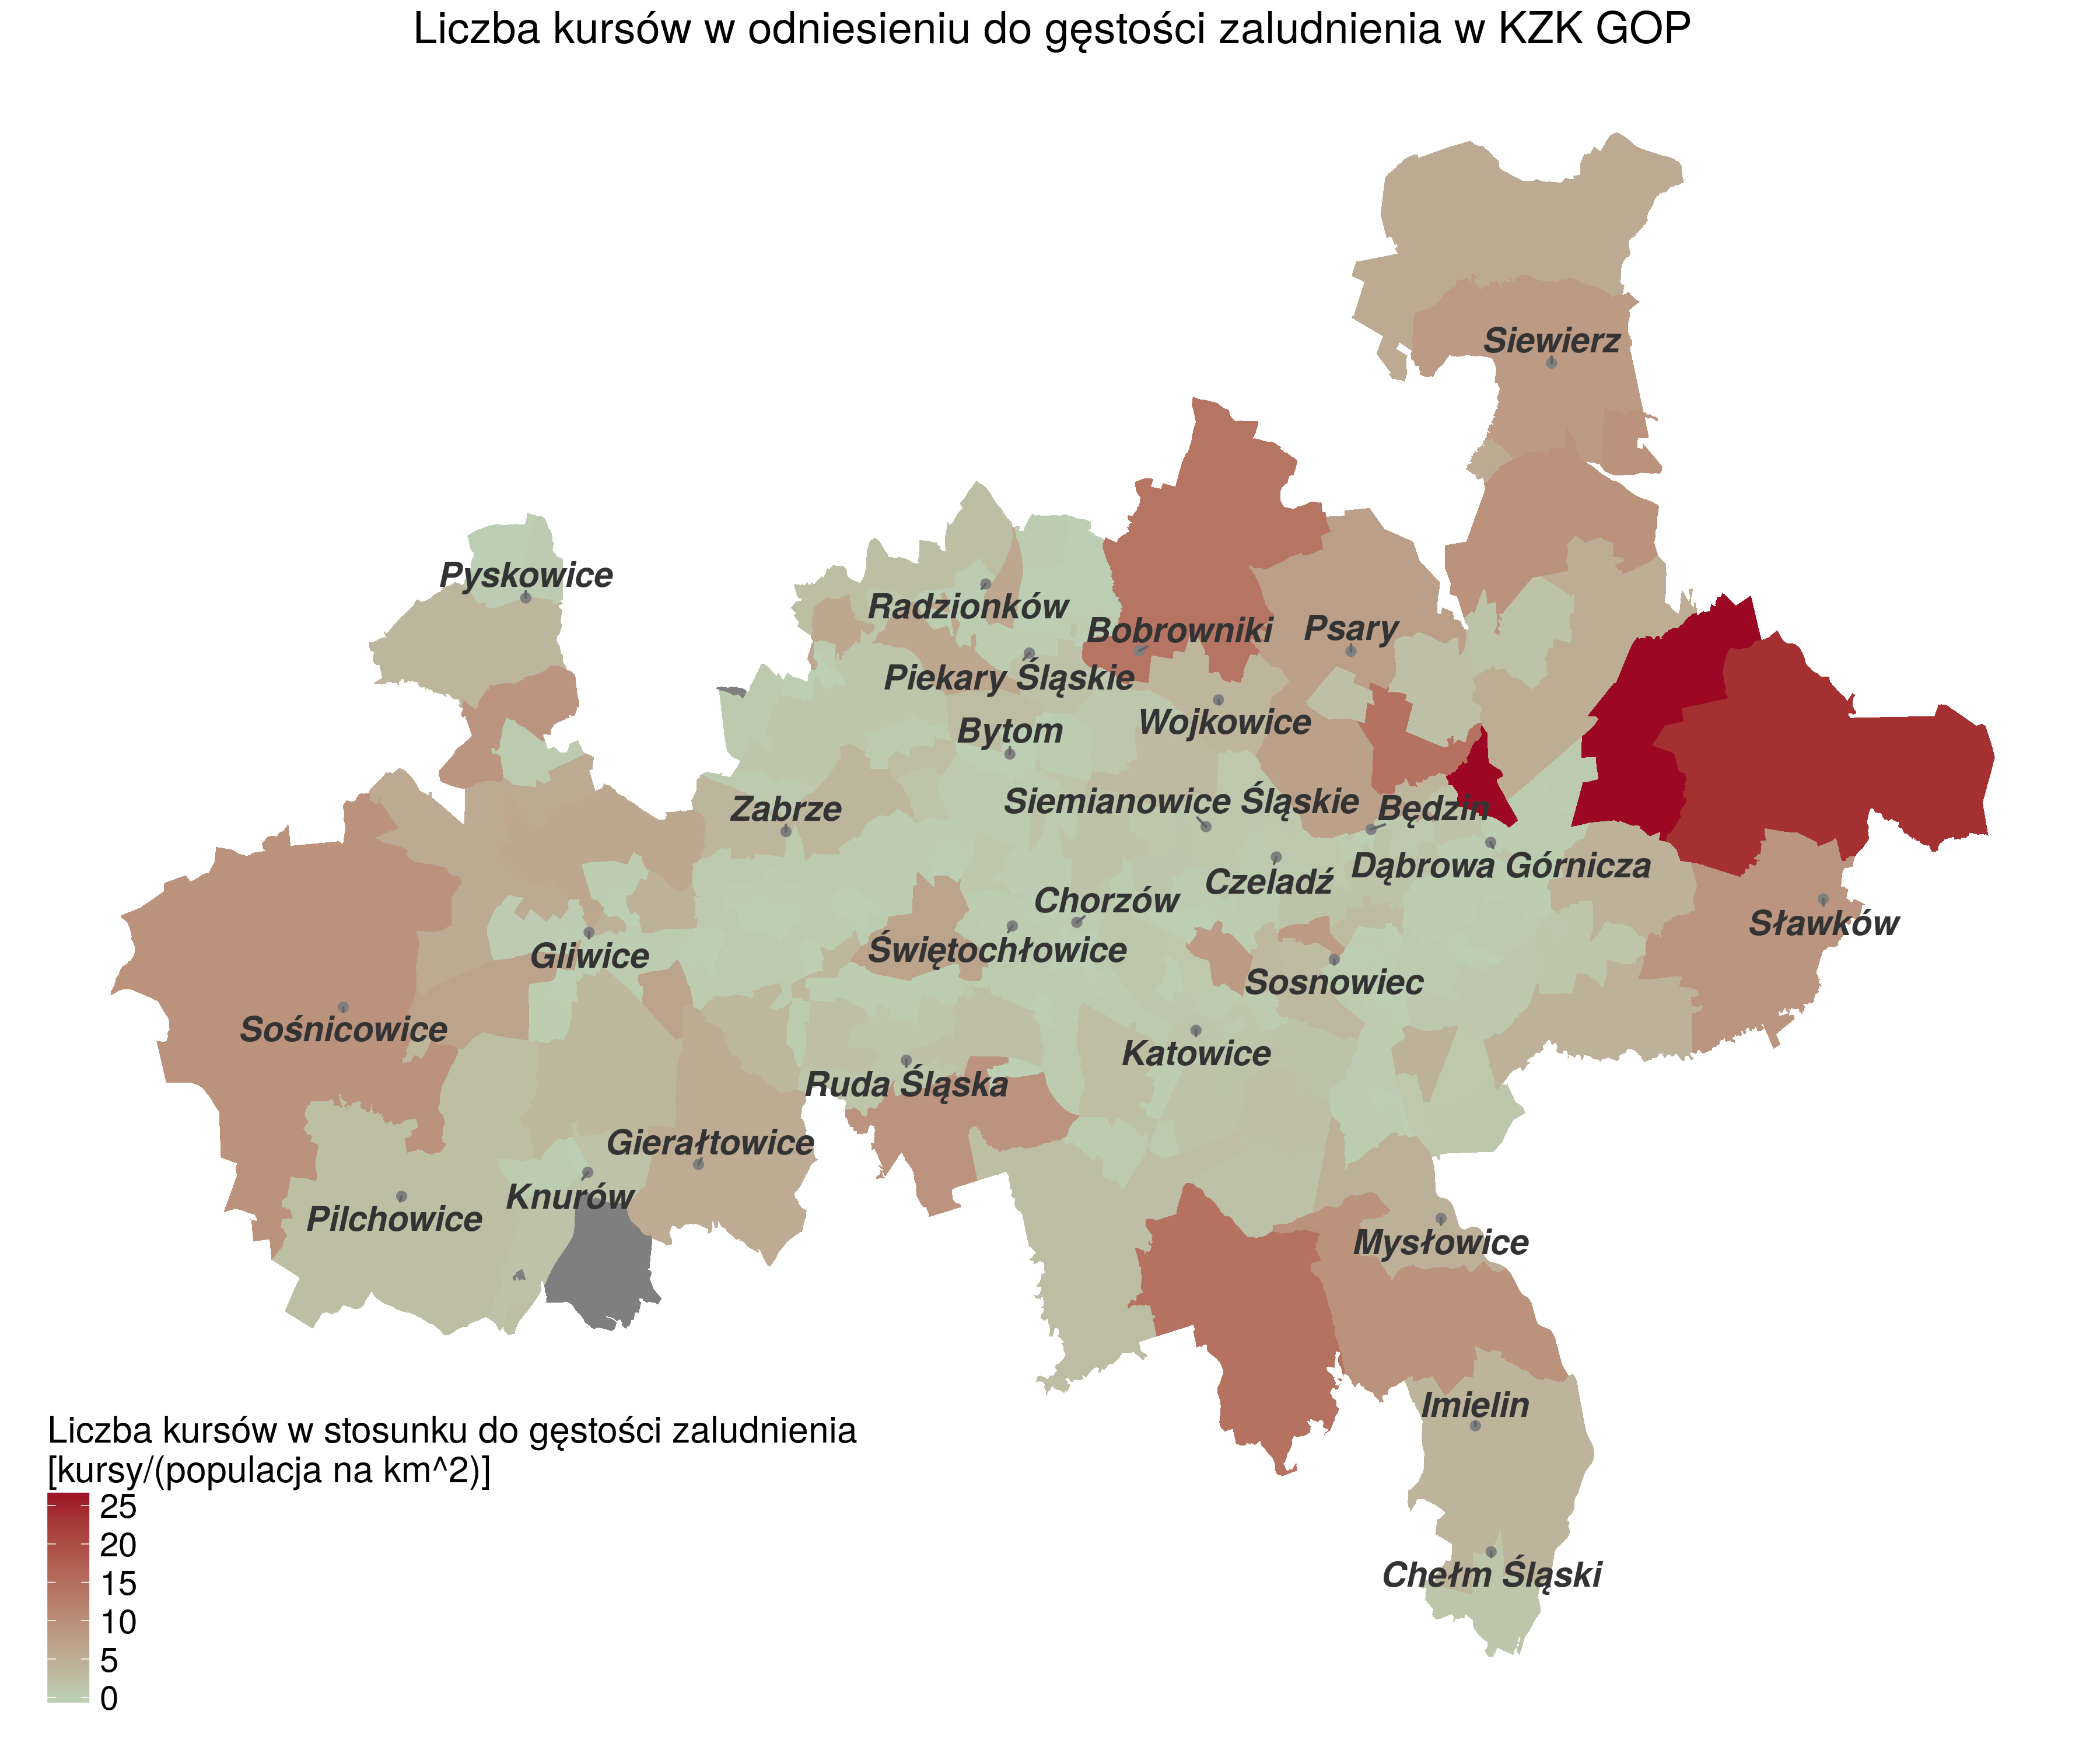 Liczba kursów w odniesieniu do gęstości zaludnienia w KZK GOP
Siewierz
Pyskowice
Radzionków
Bobrowniki
Psary
Piekary Śląskie
Wojkowice
Bytom
Siemianowice Śląskie
Będzin
Zabrze
Dąbrowa Górnicza
Czeladź
Chorzów
Sławków
Świętochłowice
Gliwice
Sosnowiec
Sośnicowice
Katowice
Ruda Śląska
Gierałtowice
Knurów
Pilchowice
Mysłowice
Imielin
Chełm Śląski
Liczba kursów w stosunku do gęstości zaludnienia
[kursy/(populacja na km^2)]
25
20
15
10
5
0